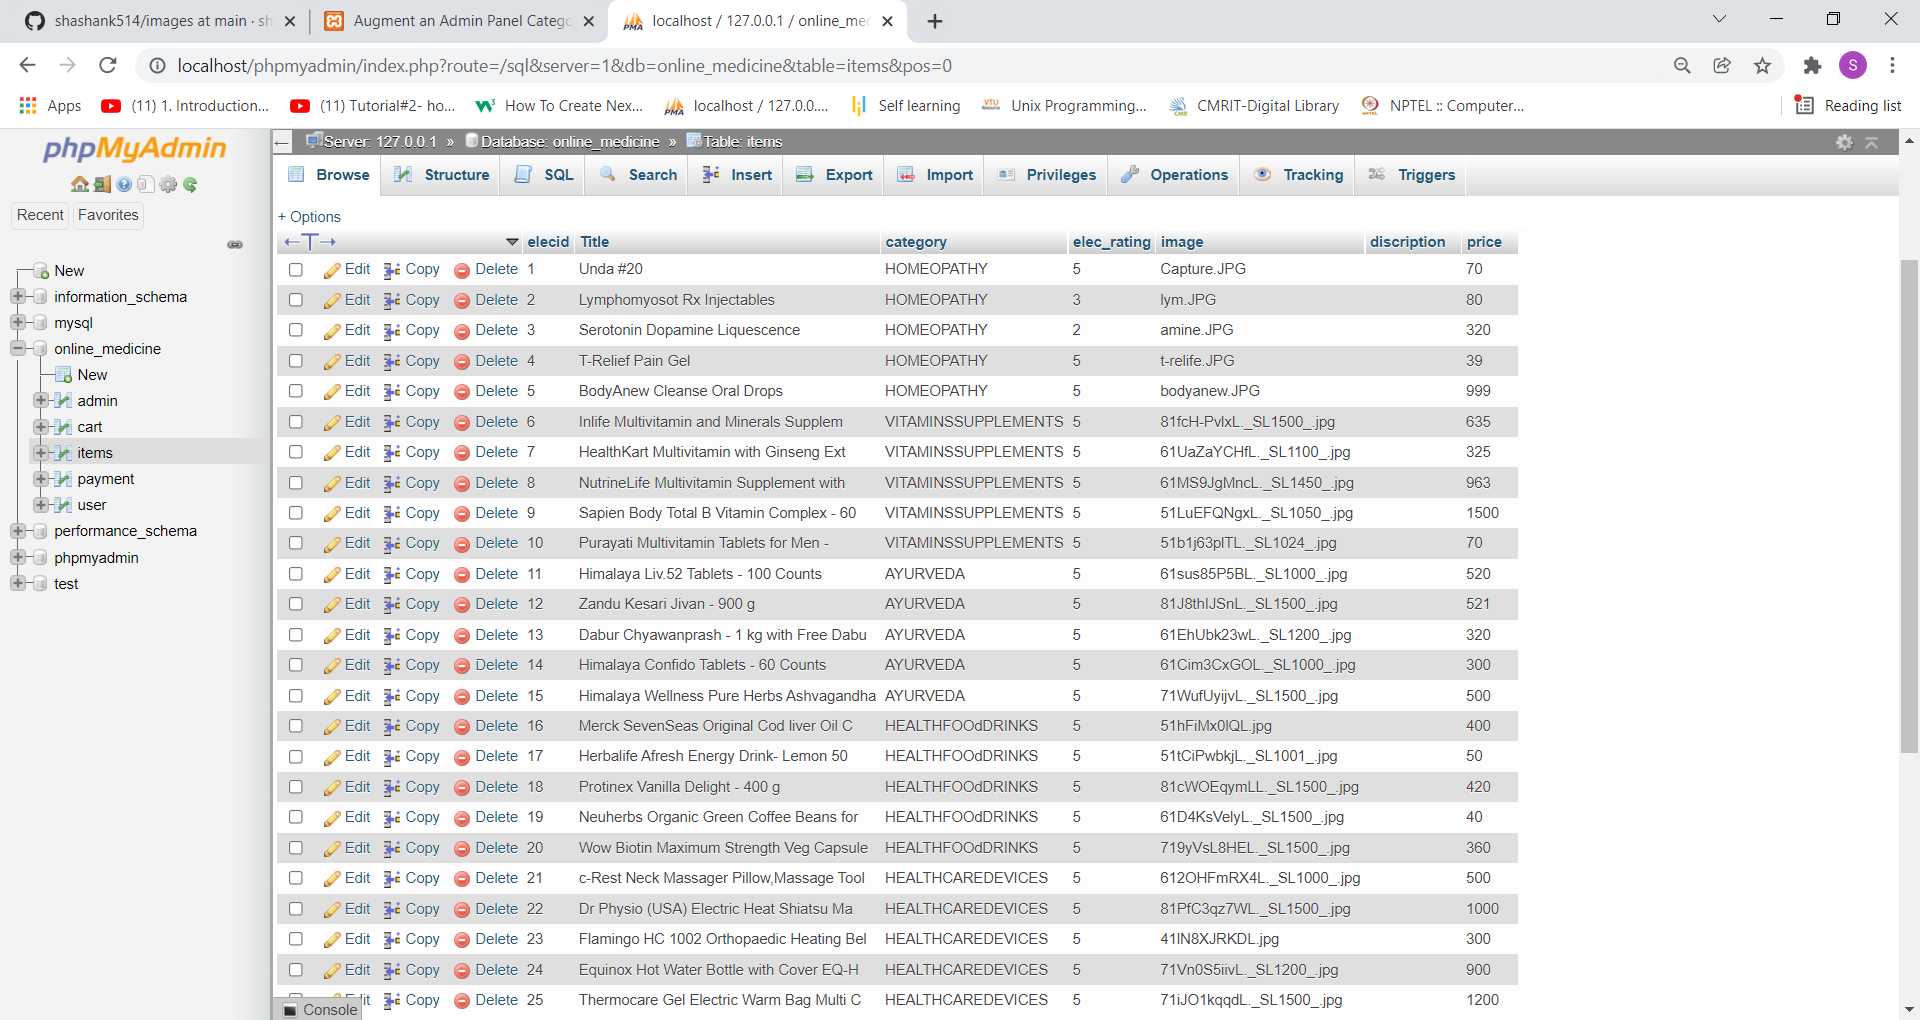 shashank514/images at main · sh
Augment an Admin Panel Catego
localhost / 127.0.0.1 / online_med
localhost/phpmyadmin/index.php?route=/sql&server=1&db=online_medicine&table=items&pos=0
S
Apps
(11) 1. Introduction...
(11) Tutorial#2- ho...
How To Create Nex...
localhost / 127.0.0....
Self learning
Unix Programming...
CMRIT-Digital Library
NPTEL :: Computer...
Reading list
phpMyAdmin
Recent Favorites
New
information_schema
mysql
online_medicine
New
admin
cart
items
payment
user
performance_schema
phpmyadmin
test
Server: 127.0.0.1 » Database: online_medicine » Table: items
Browse Structure SQL Search Insert Export Import Privileges Operations Tracking Triggers
+ Options
elecid Title category elec_rating image discription price
Edit Copy Delete 1 Unda #20 HOMEOPATHY 5 Capture.JPG 70
Edit Copy Delete 2 Lymphomyosot Rx Injectables HOMEOPATHY 3 lym.JPG 80
Edit Copy Delete 3 Serotonin Dopamine Liquescence HOMEOPATHY 2 amine.JPG 320
Edit Copy Delete 4 T-Relief Pain Gel HOMEOPATHY 5 t-relife.JPG 39
Edit Copy Delete 5 BodyAnew Cleanse Oral Drops HOMEOPATHY 5 bodyanew.JPG 999
Edit Copy Delete 6 Inlife Multivitamin and Minerals Supplem VITAMINSSUPPLEMENTS 5 81fcH-PvlxL._SL1500_.jpg 635
Edit Copy Delete 7 HealthKart Multivitamin with Ginseng Ext VITAMINSSUPPLEMENTS 5 61UaZaYCHfL._SL1100_.jpg 325
Edit Copy Delete 8 NutrineLife Multivitamin Supplement with VITAMINSSUPPLEMENTS 5 61MS9JgMncL._SL1450_.jpg 963
Edit Copy Delete 9 Sapien Body Total B Vitamin Complex - 60 VITAMINSSUPPLEMENTS 5 51LuEFQNgxL._SL1050_.jpg 1500
Edit Copy Delete 10 Purayati Multivitamin Tablets for Men - VITAMINSSUPPLEMENTS 5 51b1j63plTL._SL1024_.jpg 70
Edit Copy Delete 11 Himalaya Liv.52 Tablets - 100 Counts AYURVEDA 5 61sus85P5BL._SL1000_.jpg 520
Edit Copy Delete 12 Zandu Kesari Jivan - 900 g AYURVEDA 5 81J8thIJSnL._SL1500_.jpg 521
Edit Copy Delete 13 Dabur Chyawanprash - 1 kg with Free Dabu AYURVEDA 5 61EhUbk23wL._SL1200_.jpg 320
Edit Copy Delete 14 Himalaya Confido Tablets - 60 Counts AYURVEDA 5 61Cim3CxGOL._SL1000_.jpg 300
Edit Copy Delete 15 Himalaya Wellness Pure Herbs Ashvagandha AYURVEDA 5 71WufUyijvL._SL1500_.jpg 500
Edit Copy Delete 16 Merck SevenSeas Original Cod liver Oil C HEALTHFOOdDRINKS 5 51hFiMx0IQL.jpg 400
Edit Copy Delete 17 Herbalife Afresh Energy Drink- Lemon 50 HEALTHFOOdDRINKS 5 51tCiPwbkjL._SL1001_.jpg 50
Edit Copy Delete 18 Protinex Vanilla Delight - 400 g HEALTHFOOdDRINKS 5 81cWOEqymLL._SL1500_.jpg 420
Edit Copy Delete 19 Neuherbs Organic Green Coffee Beans for HEALTHFOOdDRINKS 5 61D4KsVelyL._SL1500_.jpg 40
Edit Copy Delete 20 Wow Biotin Maximum Strength Veg Capsule HEALTHFOOdDRINKS 5 719yVsL8HEL._SL1500_.jpg 360
Edit Copy Delete 21 c-Rest Neck Massager Pillow,Massage Tool HEALTHCAREDEVICES 5 612OHFmRX4L._SL1000_.jpg 500
Edit Copy Delete 22 Dr Physio (USA) Electric Heat Shiatsu Ma HEALTHCAREDEVICES 5 81PfC3qz7WL._SL1500_.jpg 1000
Edit Copy Delete 23 Flamingo HC 1002 Orthopaedic Heating Bel HEALTHCAREDEVICES 5 41lN8XJRKDL.jpg 300
Edit Copy Delete 24 Equinox Hot Water Bottle with Cover EQ-H HEALTHCAREDEVICES 5 71Vn0S5iivL._SL1200_.jpg 900
Copy Delete 25 Thermocare Gel Electric Warm Bag Multi C HEALTHCAREDEVICES 5 71iJO1kqqdL._SL1500_.jpg 1200
Console